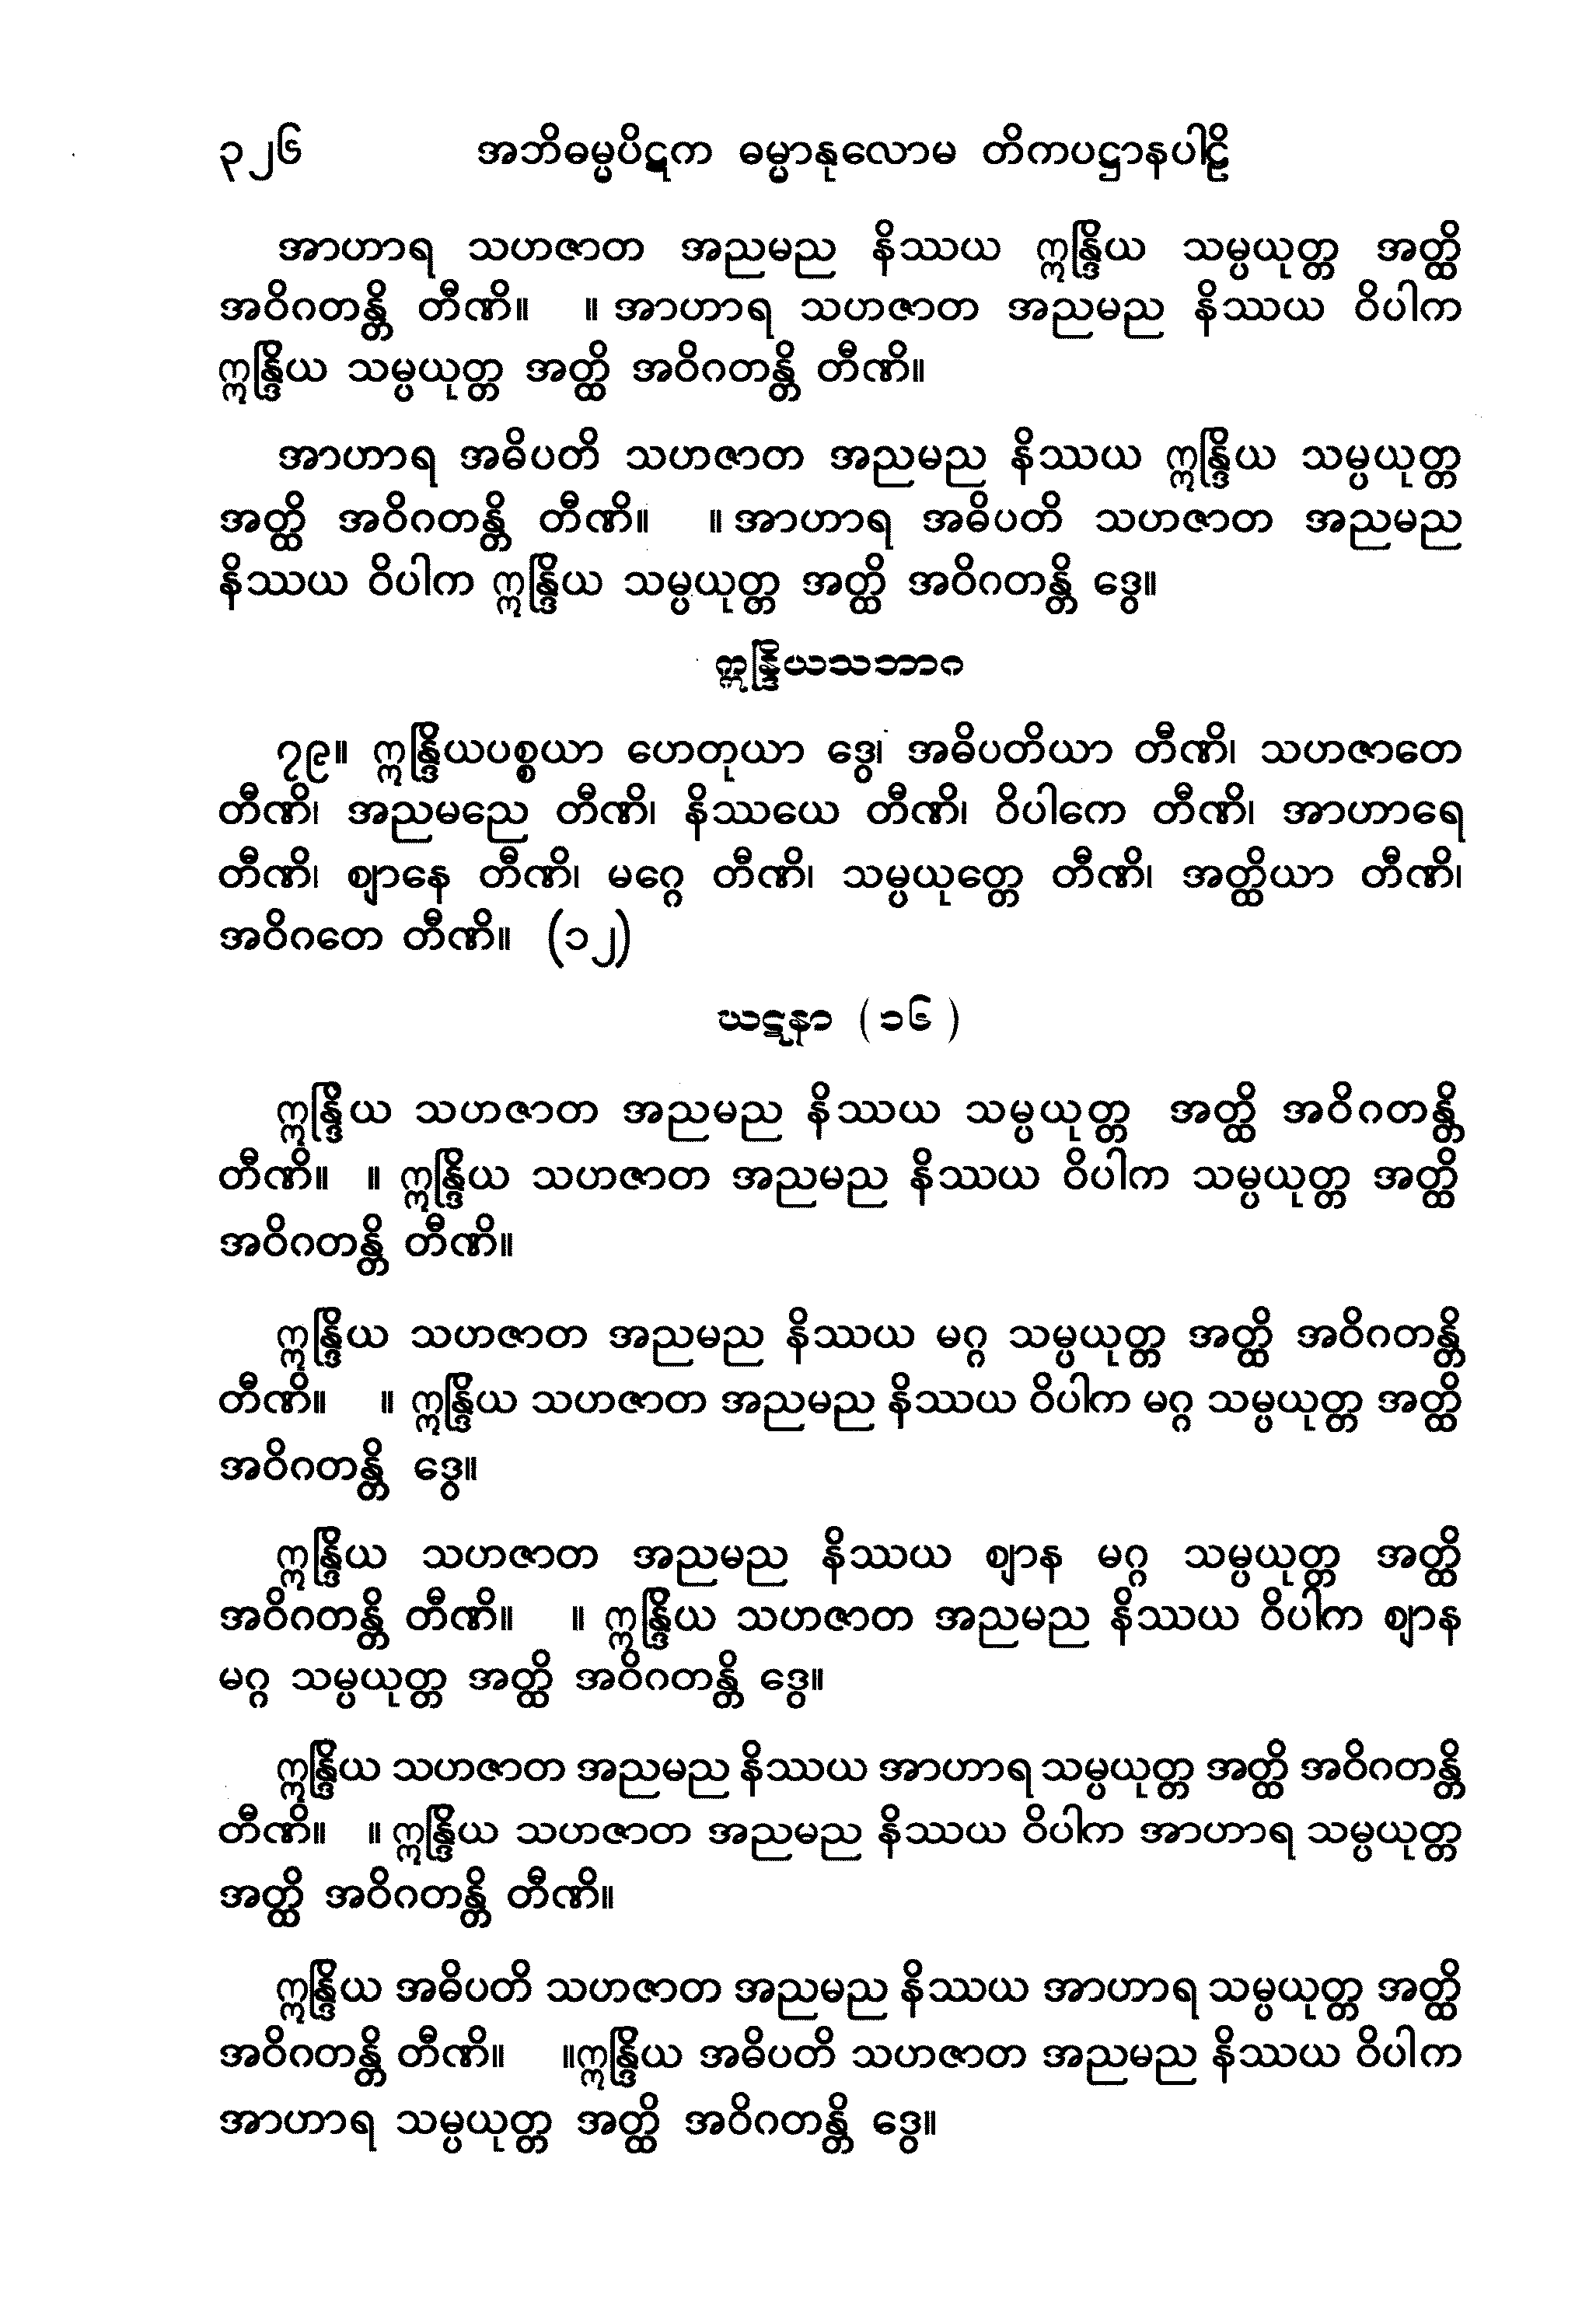 ၃၂၆ အဘိဓမ္မပိဋက ဓမ္မာနုလောမ တိကပဋ္ဌာနပါဠိ
အာဟာရ သဟဇာတ အညမည နိဿယ ဣန္ဒြိယ သမ္ပယုတ္တ အတ္ထိ
အဝိဂတန္တိ တီဏိ။ ။ အာဟာရ သဟဇာတ အညမည နိဿယ ဝိပါက
ဣန္ဒြိယ သမ္ပယုတ္တ အတ္ထိ အဝိဂတန္တိ တီဏိ။
အာဟာရ အဓိပတိ သဟဇာတ အညမည နိဿယ ဣန္ဒြိယ သမ္ပယုတ္တ
အတ္ထိ အဝိဂတန္တိ တီဏိ။ ။ အာဟာရ အဓိပတိ သဟဇာတ အညမည
နိဿယ ဝိပါက ဣန္ဒြိယ သမ္ပယုတ္တ အတ္ထိ အဝိဂတန္တိ ဒွေ။
ဣန္ဒြိယသဘာဂ
၇၉။ ဣန္ဒြိယပစ္စယာ ဟေတုယာ ဒွေ၊ အဓိပတိယာ တီဏိ၊ သဟဇာတေ
တီဏိ၊ အညမညေ တီဏိ၊ နိဿယေ တီဏိ၊ ဝိပါကေ တီဏိ၊ အာဟာရေ
တီဏိ၊ ဈာနေ တီဏိ၊ မဂ္ဂေ တီဏိ၊ သမ္ပယုတ္တေ တီဏိ၊ အတ္ထိယာ တီဏိ၊
အဝိဂတေ တီဏိ။ (၁၂)
ဃဋနာ (၁၆)
ဣန္ဒြိယ သဟဇာတ အညမည နိဿယ သမ္ပယုတ္တ အတ္ထိ အဝိဂတန္တိ
တီဏိ။ ။ ဣန္ဒြိယ သဟဇာတ အညမည နိဿယ ဝိပါက သမ္ပယုတ္တ အတ္ထိ
အဝိဂတန္တိ တီဏိ။
ဣန္ဒြိယ သဟဇာတ အညမည နိဿယ မဂ္ဂ သမ္ပယုတ္တ အတ္ထိ အဝိဂတန္တိ
တီဏိ။ ။ ဣန္ဒြိယ သဟဇာတ အညမည နိဿယ ဝိပါက မဂ္ဂ သမ္ပယုတ္တ အတ္ထိ
အဝိဂတန္တိ ဒွေ။
ဣန္ဒြိယ သဟဇာတ အညမည နိဿယ ဈာန မဂ္ဂ သမ္ပယုတ္တ အတ္ထိ
အဝိဂတန္တိ တီဏိ။ ။ ဣန္ဒြိယ သဟဇာတ အညမည နိဿယ ဝိပါက ဈာန
မဂ္ဂ သမ္ပယုတ္တ အတ္ထိ အဝိဂတန္တိ ဒွေ။
ဣန္ဒြိယ သဟဇာတ အညမည နိဿယ အာဟာရ သမ္ပယုတ္တ အတ္ထိ အဝိဂတန္တိ
တီဏိ။ ။ ဣန္ဒြိယ သဟဇာတ အညမည နိဿယ ဝိပါက အာဟာရ သမ္ပယုတ္တ
အတ္ထိ အဝိဂတန္တိ တီဏိ။
ဣန္ဒြိယ အဓိပတိ သဟဇာတ အညမည နိဿယ အာဟာရ သမ္ပယုတ္တ အတ္ထိ
အဝိဂတန္တိ တီဏိ။ ။ဣန္ဒြိယ အဓိပတိ သဟဇာတ အညမည နိဿယ ဝိပါက
အာဟာရ သမ္ပယုတ္တ အတ္ထိ အဝိဂတန္တိ ဒွေ။